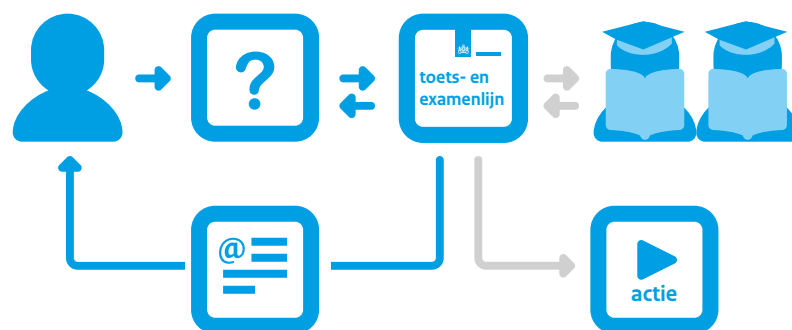 ?
toets- en
examenlijn
@
actie